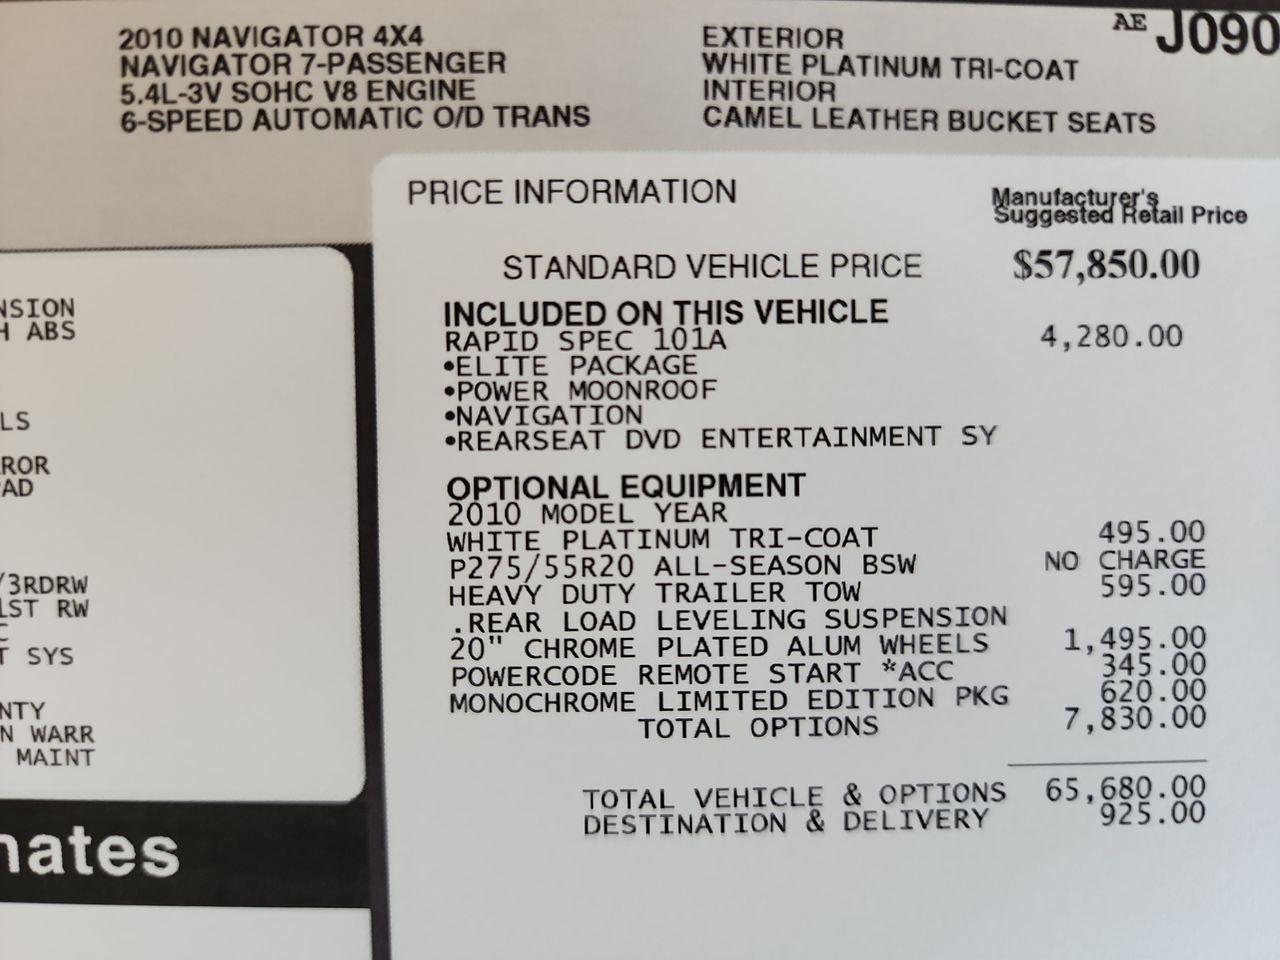 AE J090
2010 NAVIGATOR 4X4
NAVIGATOR 7-PASSENGER
5.4L-3V SOHC V8 ENGINE
6-SPEED AUTOMATIC O/D TRANS
EXTERIOR
WHITE PLATINUM TRI-COAT
INTERIOR
CAMEL LEATHER BUCKET SEATS
NSION
H ABS
LS
ROR
PAD
/3RDRW
1ST RW
T SYS
NTY
N WARR
MAINT
nates
PRICE INFORMATION
Manufacturer's
Suggested Retail Price
STANDARD VEHICLE PRICE $57,850.00
INCLUDED ON THIS VEHICLE
RAPID SPEC 101A 4,280.00
•ELITE PACKAGE
•POWER MOONROOF
•NAVIGATION
•REARSEAT DVD ENTERTAINMENT SY
OPTIONAL EQUIPMENT
2010 MODEL YEAR
WHITE PLATINUM TRI-COAT 495.00
P275/55R20 ALL-SEASON BSW NO CHARGE
HEAVY DUTY TRAILER TOW 595.00
.REAR LOAD LEVELING SUSPENSION
20" CHROME PLATED ALUM WHEELS 1,495.00
POWERCODE REMOTE START *ACC 345.00
MONOCHROME LIMITED EDITION PKG 620.00
TOTAL OPTIONS 7,830.00
TOTAL VEHICLE & OPTIONS 65,680.00
DESTINATION & DELIVERY 925.00